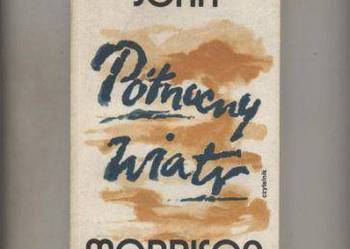 JOHN
Północny
wiatr
czytelnik
MORRISON